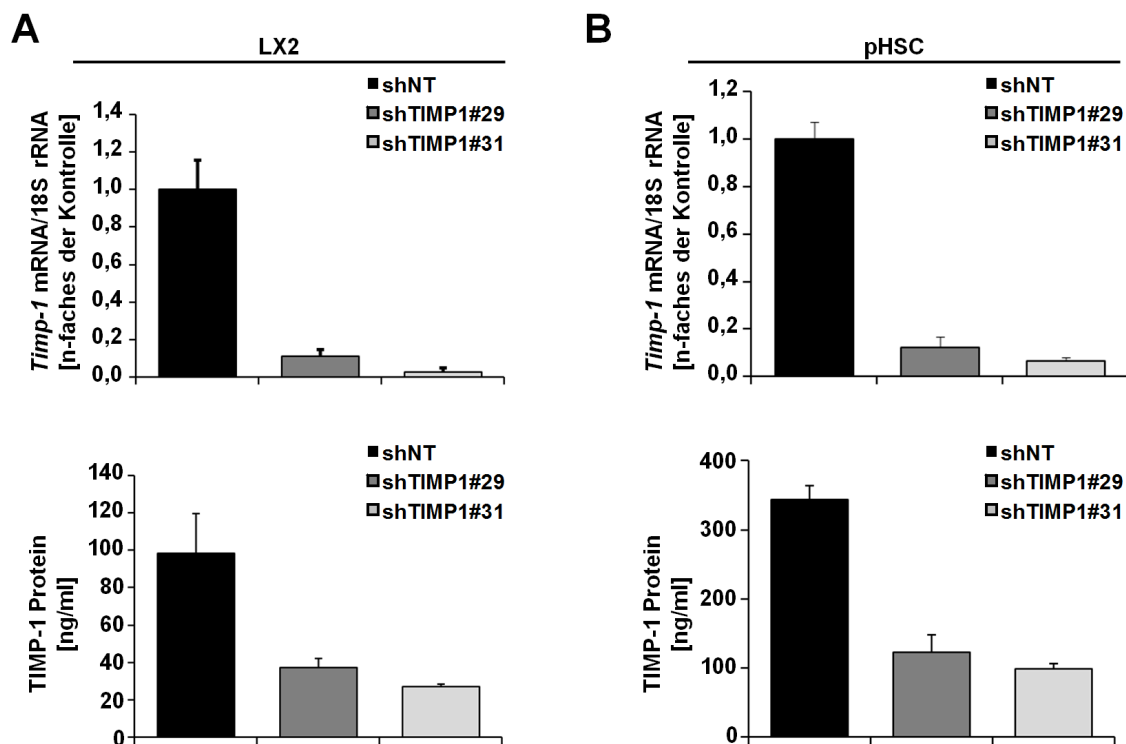 A
LX2
shNT
shTIMP1#29
shTIMP1#31
Timp-1 mRNA/18S rRNA
[n-faches der Kontrolle]
1,4
1,2
1,0
0,8
0,6
0,4
0,2
0,0
B
pHSC
shNT
shTIMP1#29
shTIMP1#31
Timp-1 mRNA/18S rRNA
[n-faches der Kontrolle]
1,2
1,0
0,8
0,6
0,4
0,2
0,0
shNT
shTIMP1#29
shTIMP1#31
TIMP-1 Protein
[ng/ml]
140
120
100
80
60
40
20
0
shNT
shTIMP1#29
shTIMP1#31
TIMP-1 Protein
[ng/ml]
400
300
200
100
0